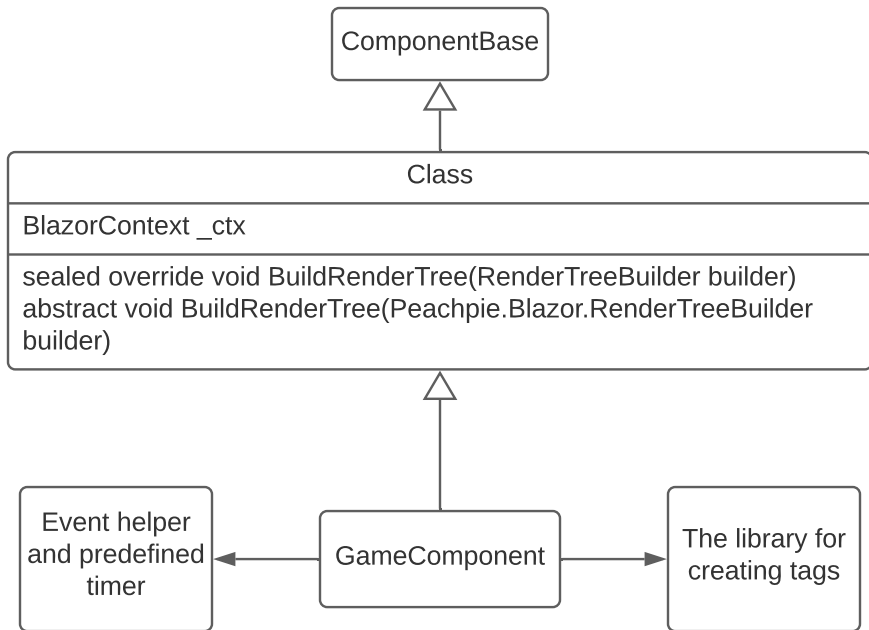 ComponentBase
Class
BlazorContext _ctx
sealed override void BuildRenderTree(RenderTreeBuilder builder)
abstract void BuildRenderTree(Peachpie.Blazor.RenderTreeBuilder
builder)
Event helper
and predefined
timer
GameComponent
The library for
creating tags